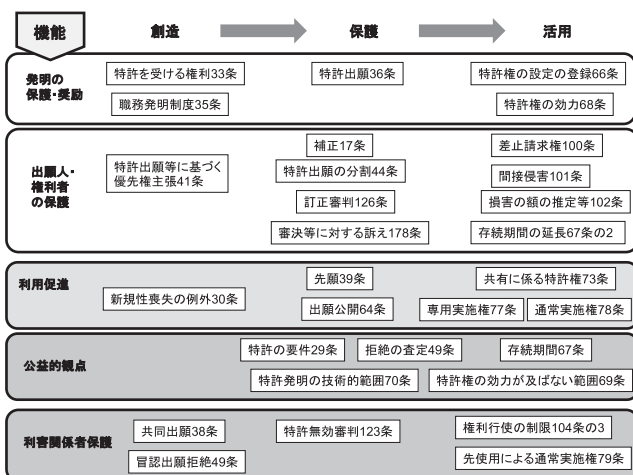 機能
創造
保護
活用
発明の
保護・奨励
特許を受ける権利33条
特許出願36条
特許権の設定の登録66条
職務発明制度35条
特許権の効力68条
出願人・
権利者
の保護
特許出願等に基づく
優先権主張41条
補正17条
特許出願の分割44条
訂正審判126条
審決等に対する訴え178条
差止請求権100条
間接侵害101条
損害の額の推定等102条
存続期間の延長67条の2
利用促進
新規性喪失の例外30条
先願39条
出願公開64条
共有に係る特許権73条
専用実施権77条
通常実施権78条
公益的観点
特許の要件29条
拒絶の査定49条
存続期間67条
特許発明の技術的範囲70条
特許権の効力が及ばない範囲69条
利害関係者保護
共同出願38条
特許無効審判123条
権利行使の制限104条の3
冒認出願拒絶49条
先使用による通常実施権79条